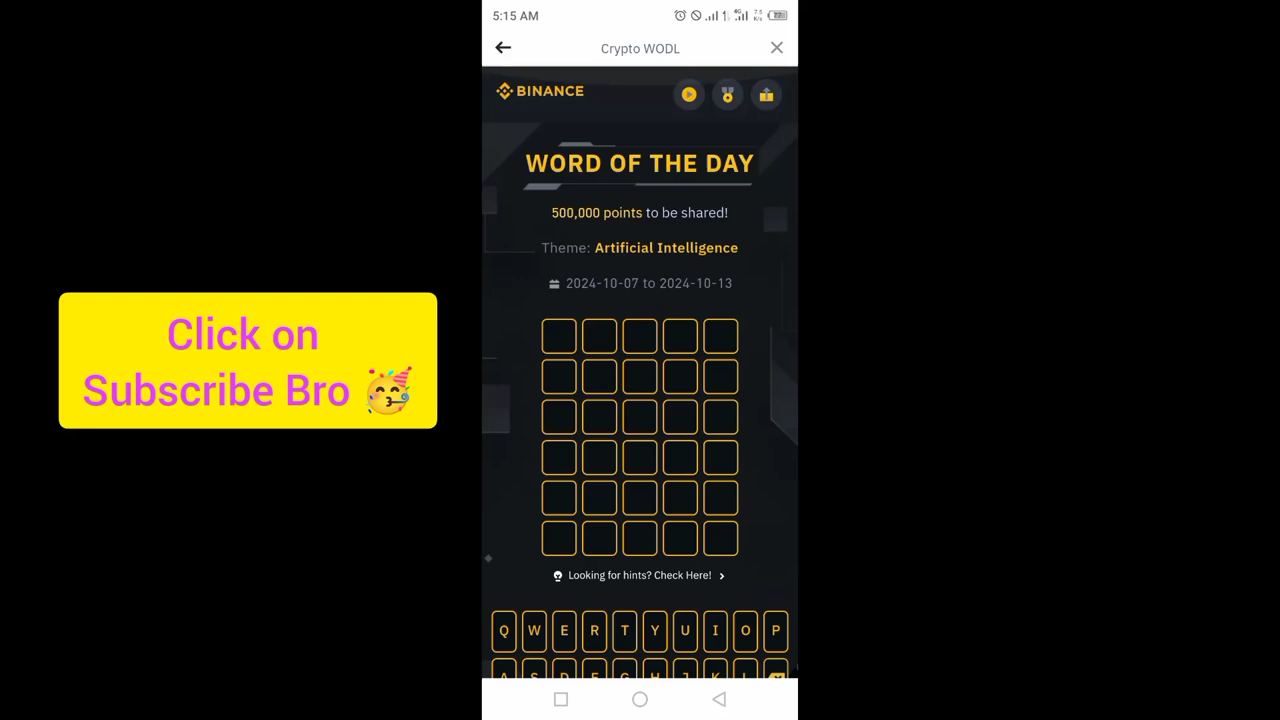 5:15 AM
4G
Crypto WODL
BINANCE
WORD OF THE DAY
500,000 points to be shared!
Theme: Artificial Intelligence
2024-10-07 to 2024-10-13
Click on
Subscribe Bro
Looking for hints? Check Here!
Q W E R T Y U I O P
A S D F G H J K L